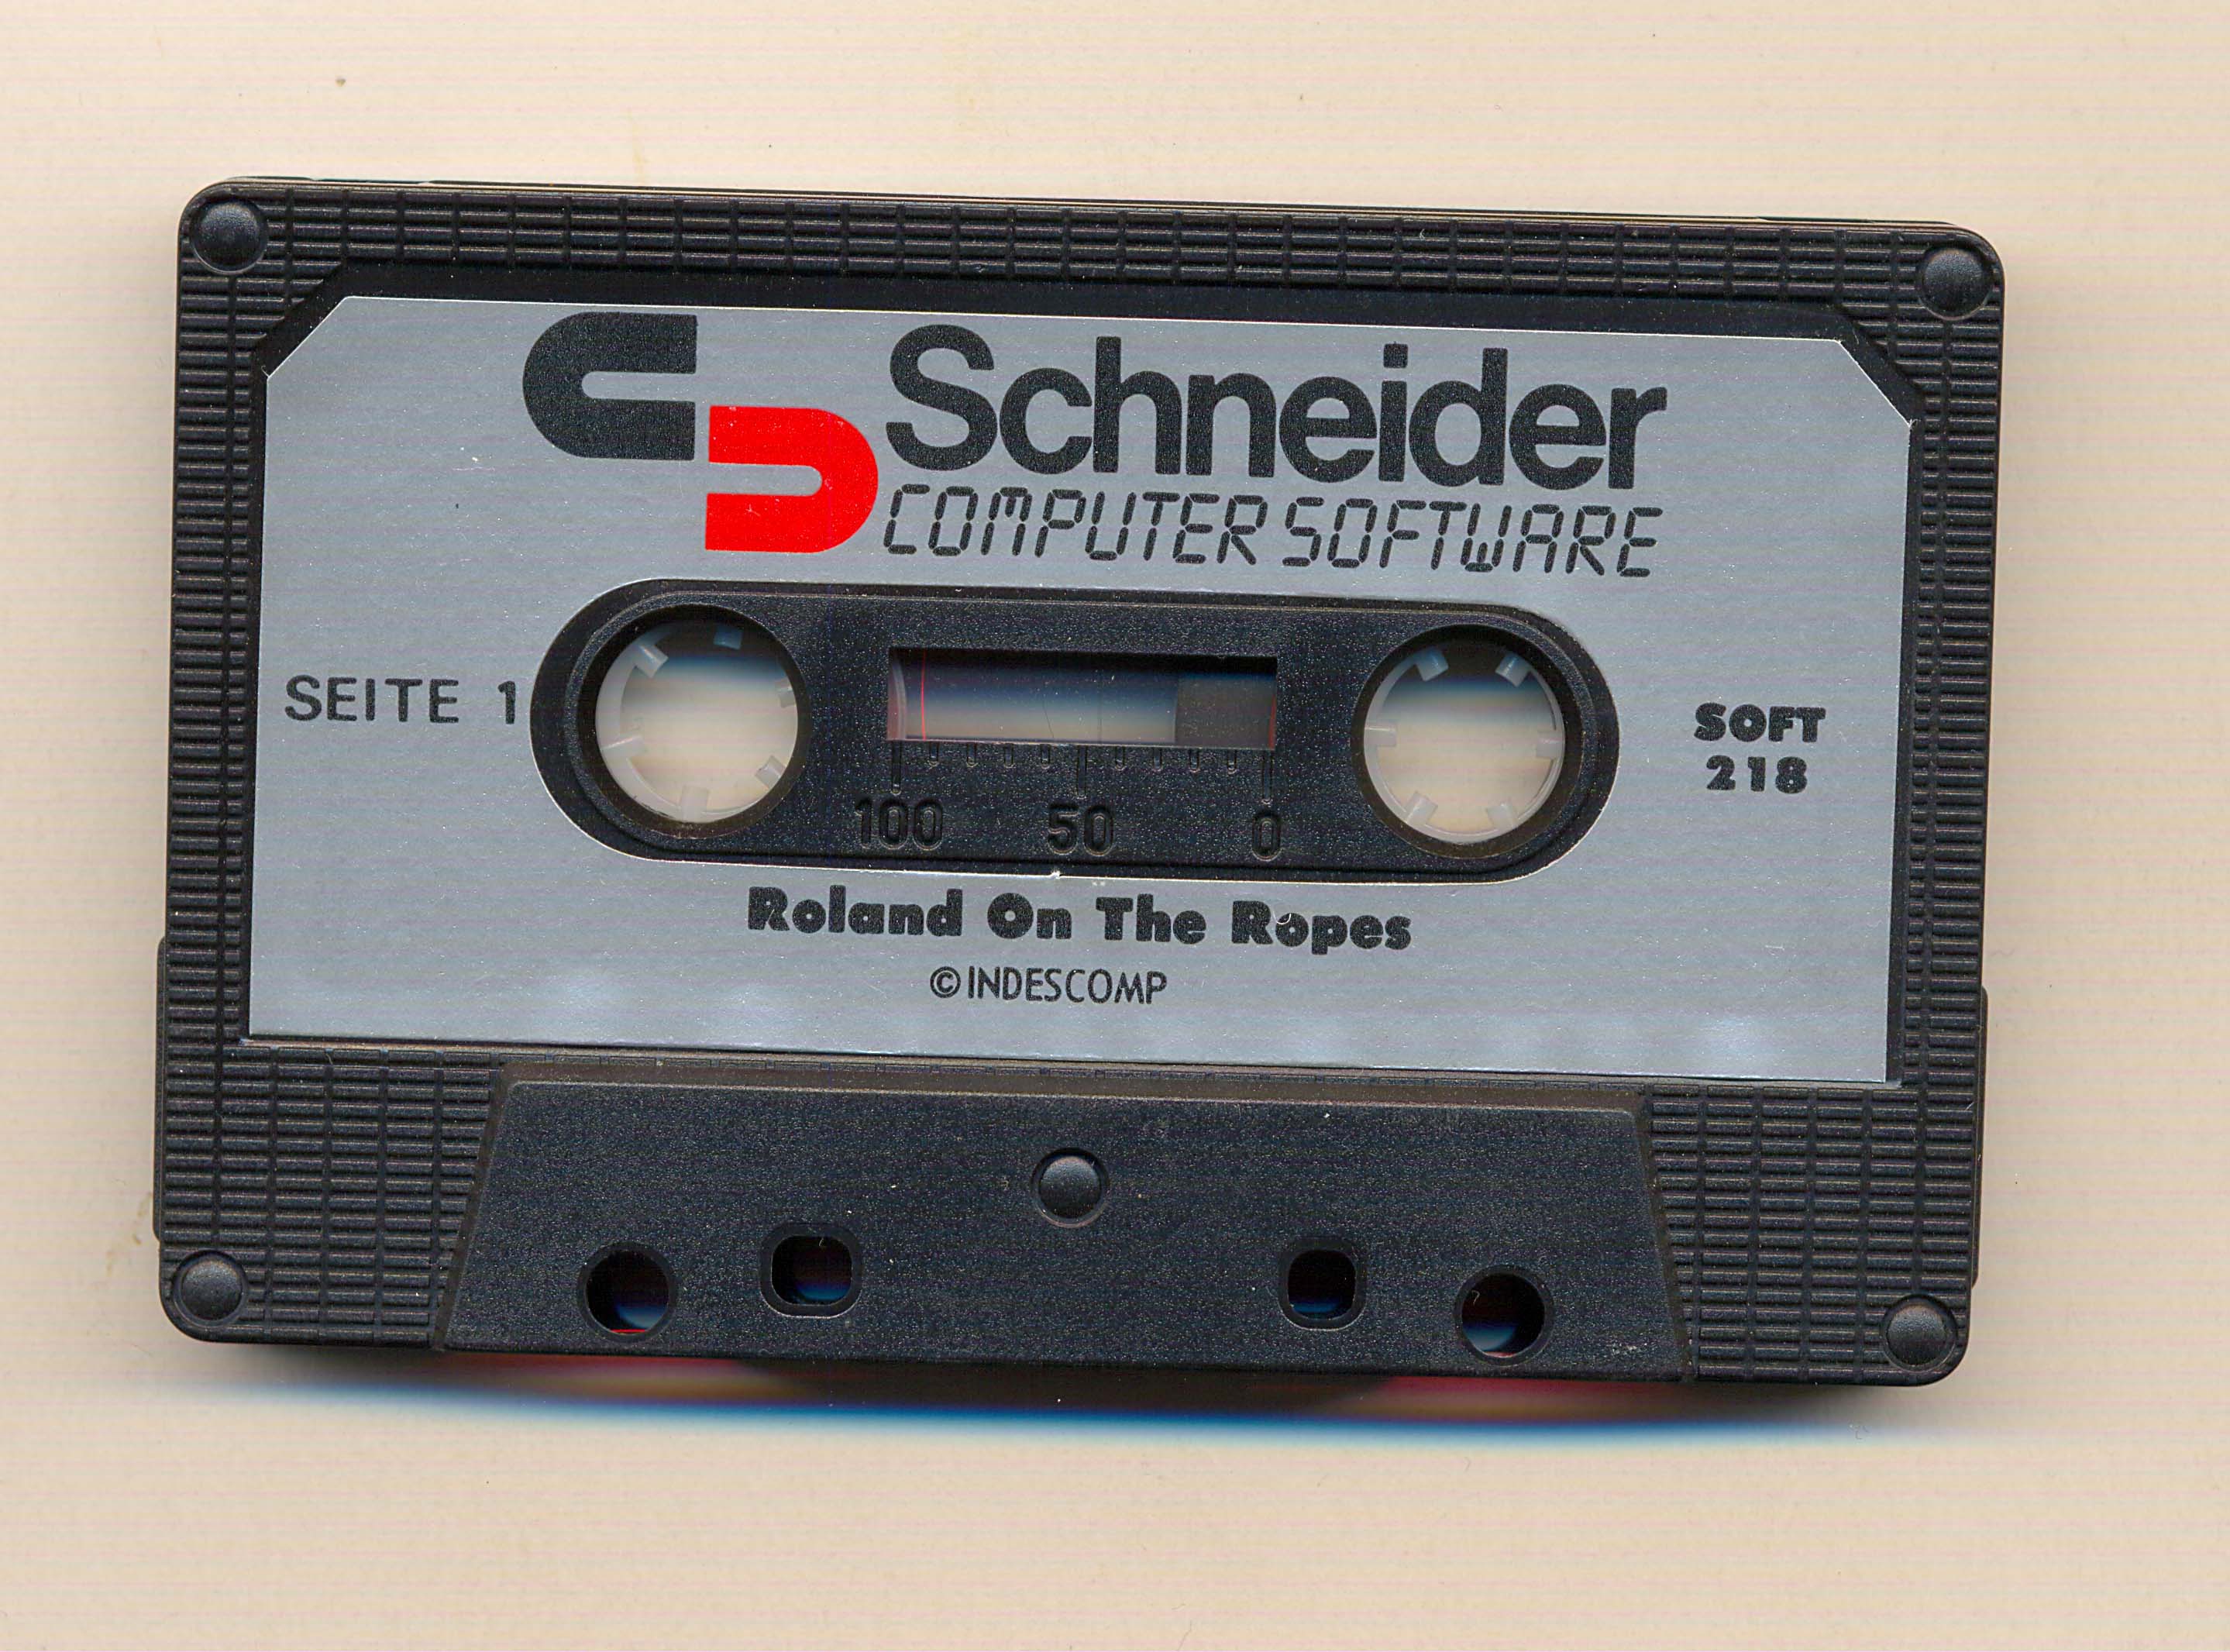 Schneider
COMPUTER SOFTWARE
SEITE 1
SOFT
218
100 50 0
Roland On The Ropes
©INDESCOMP